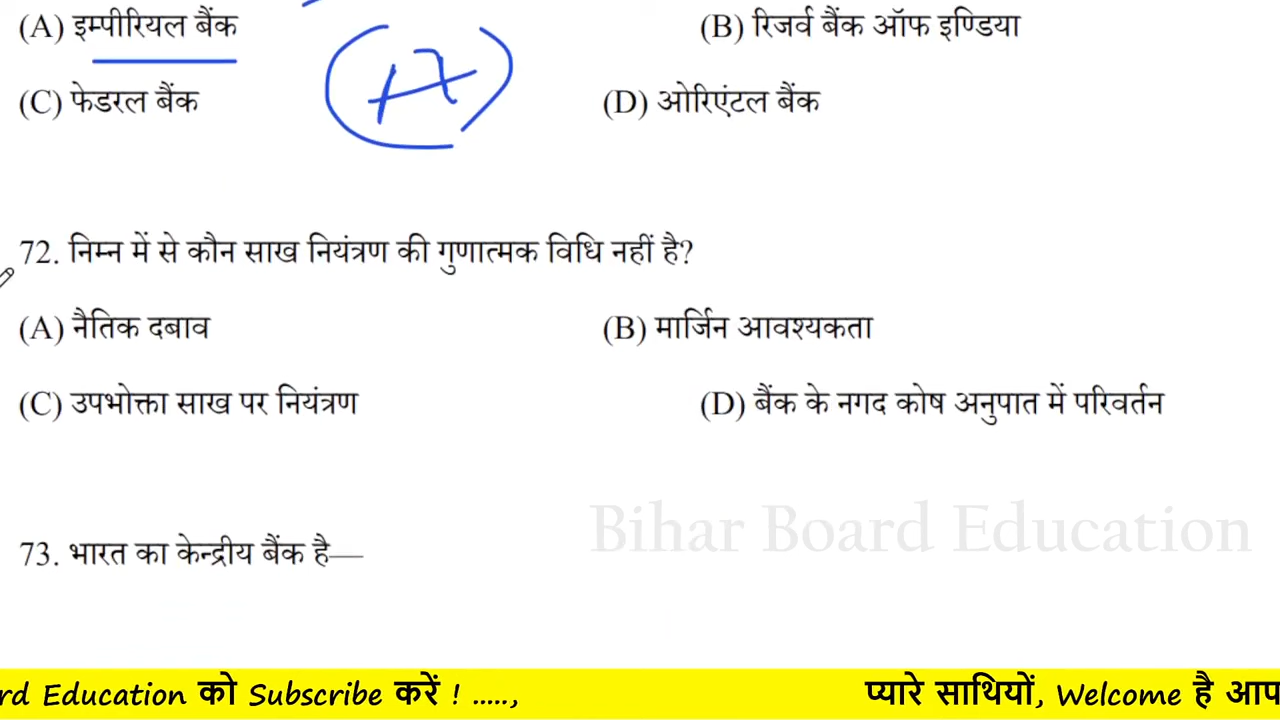 (A) इम्पीरियल बैंक (B) रिजर्व बैंक ऑफ इण्डिया
(A)
(C) फेडरल बैंक (D) ओरिएंटल बैंक
72. निम्न में से कौन साख नियंत्रण की गुणात्मक विधि नहीं है?
(A) नैतिक दबाव (B) मार्जिन आवश्यकता
(C) उपभोक्ता साख पर नियंत्रण (D) बैंक के नगद कोष अनुपात में परिवर्तन
Bihar Board Education
73. भारत का केन्द्रीय बैंक है—
rd Education को Subscribe करें ! ....., प्यारे साथियों, Welcome है आप